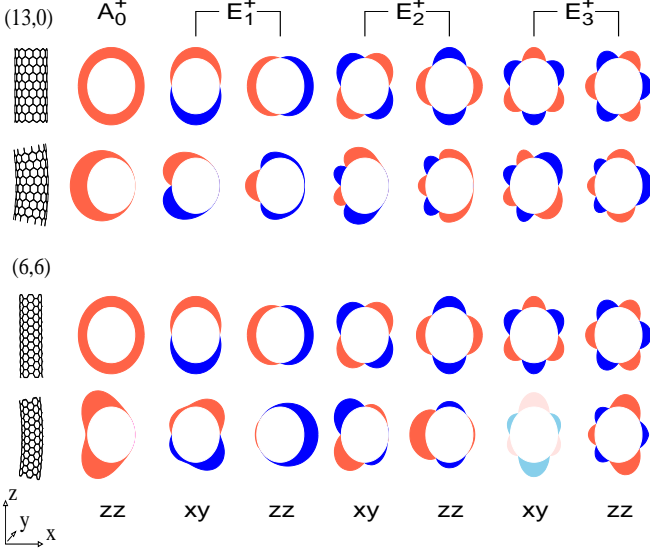 (13,0) A₀⁺ E₁⁺ E₂⁺ E₃⁺
(6,6)
zz xy zz xy zz xy zz
z
y
x